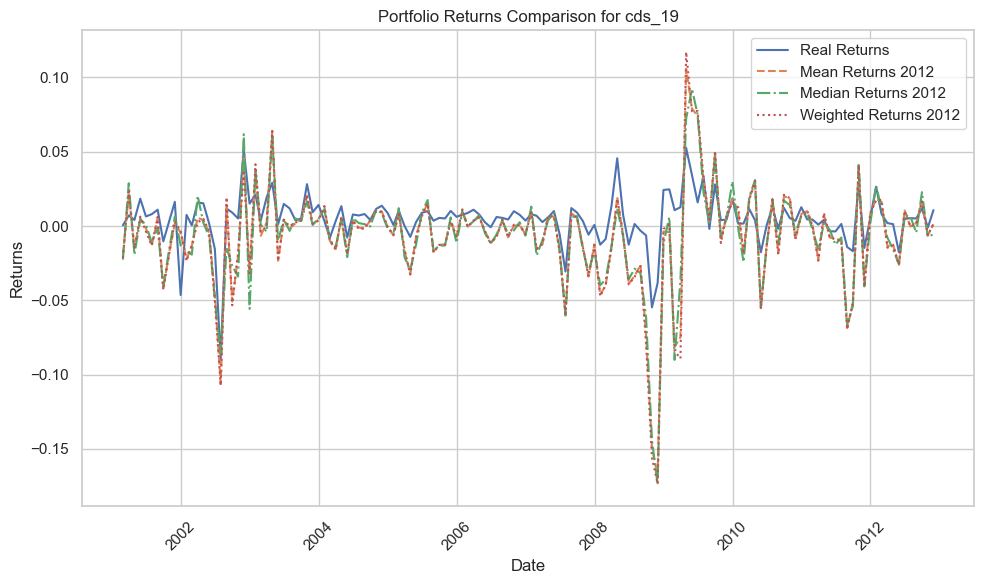 Portfolio Returns Comparison for cds_19
Real Returns
Mean Returns 2012
Median Returns 2012
Weighted Returns 2012
Returns
0.10
0.05
0.00
−0.05
−0.10
−0.15
2002
2004
2006
2008
2010
2012
Date